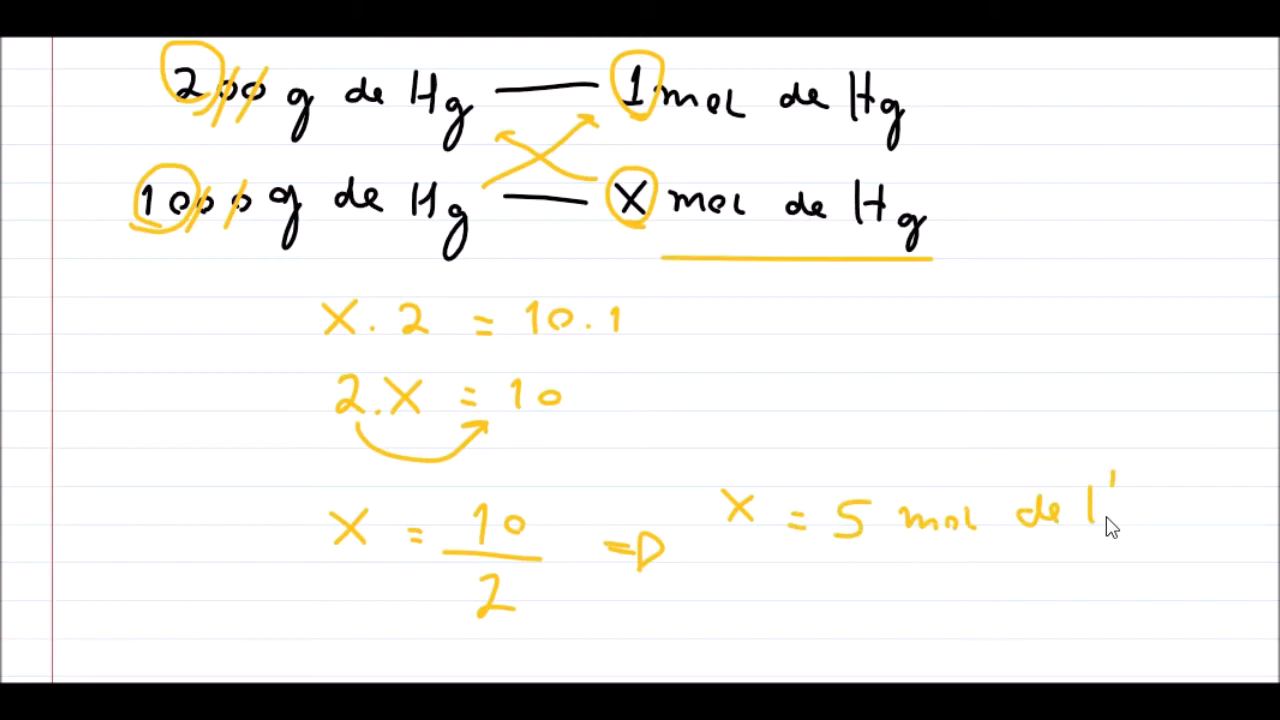 200 g de Hg — 1 mol de Hg
1000 g de Hg — X mol de Hg
X . 2 = 10 . 1
2 . X = 10
X = 10/2 => X = 5 mol de